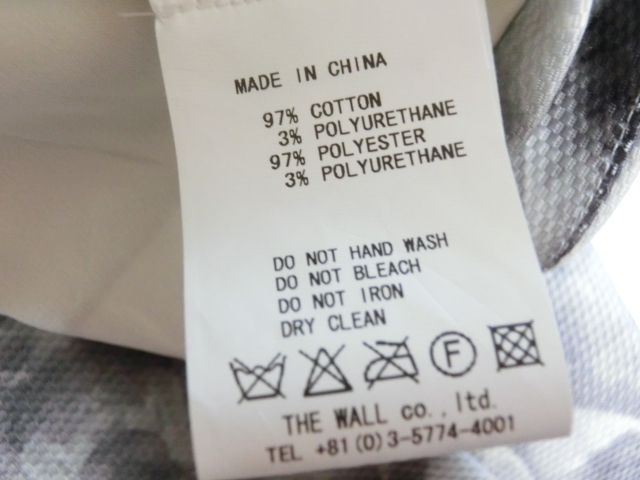 MADE IN CHINA
97% COTTON
3% POLYURETHANE
97% POLYESTER
3% POLYURETHANE
DO NOT HAND WASH
DO NOT BLEACH
DO NOT IRON
DRY CLEAN
F
THE WALL co.,ltd.
TEL +81(0)3-5774-4001